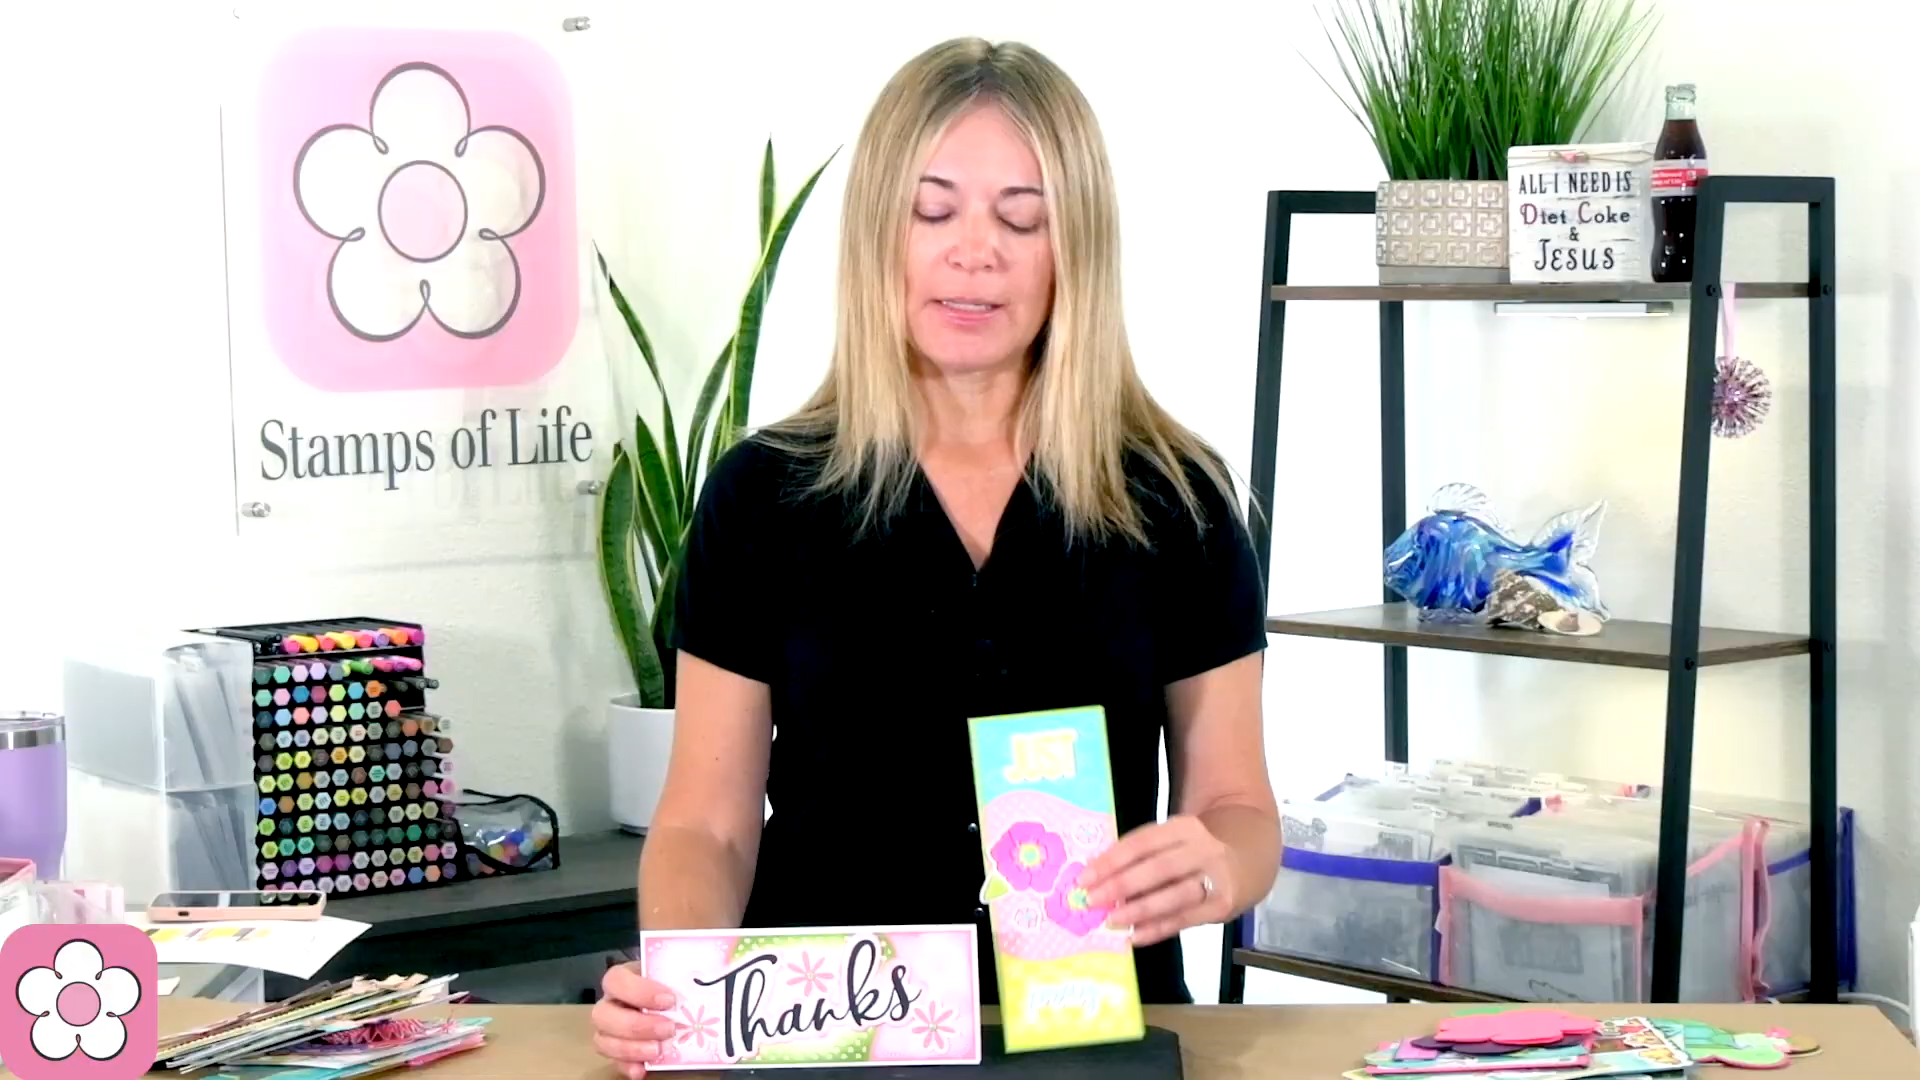 Stamps of Life
ALL I NEED IS
Diet Coke
&
JESUS
JUST
Thanks